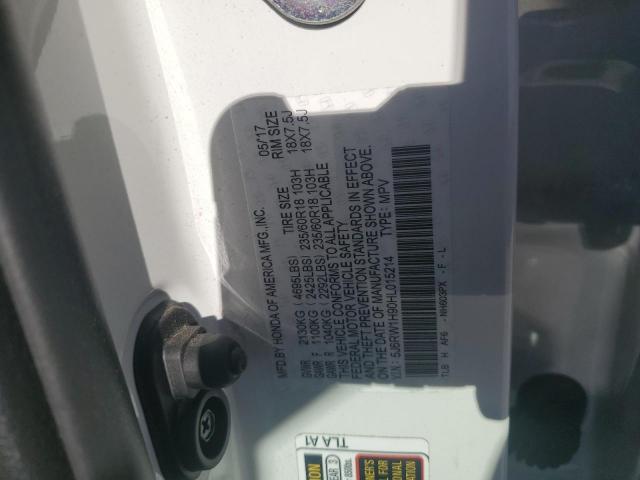 MFD.BY HONDA OF AMERICA MFG.,INC. 05/17
TIRE SIZE RIM SIZE
GVWR 2130KG (4695LBS)
GAWR F 1100KG (2425LBS) 235/60R18 103H 18X7.5J
GAWR R 1040KG (2292LBS) 235/60R18 103H 18X7.5J
THIS VEHICLE CONFORMS TO ALL APPLICABLE
FEDERAL MOTOR VEHICLE SAFETY
AND THEFT PREVENTION STANDARDS IN EFFECT
ON THE DATE OF MANUFACTURE SHOWN ABOVE.
V.I.N.: 5J6RW1H90HL015214 TYPE: MPV
TLB H AF6 - NH603PX - F - L
TLA A1